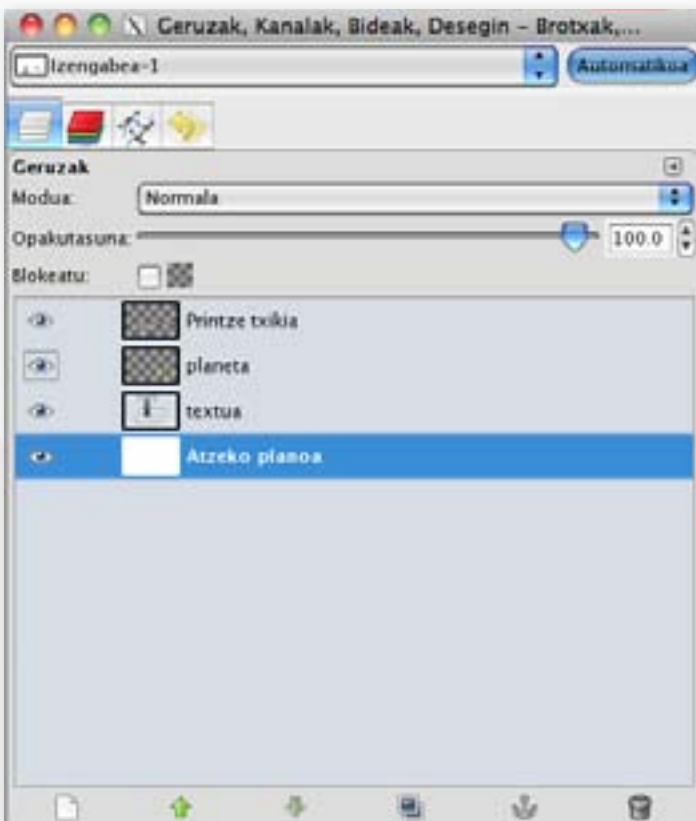 Geruzak, Kanalak, Bideak, Desegin - Brotxak,...
Izengabea-1
Automatikoa
Geruzak
Modua: Normala
Opakutasuna: 100.0
Blokeatu:
Printze txikia
planeta
textua
Atzeko planoa